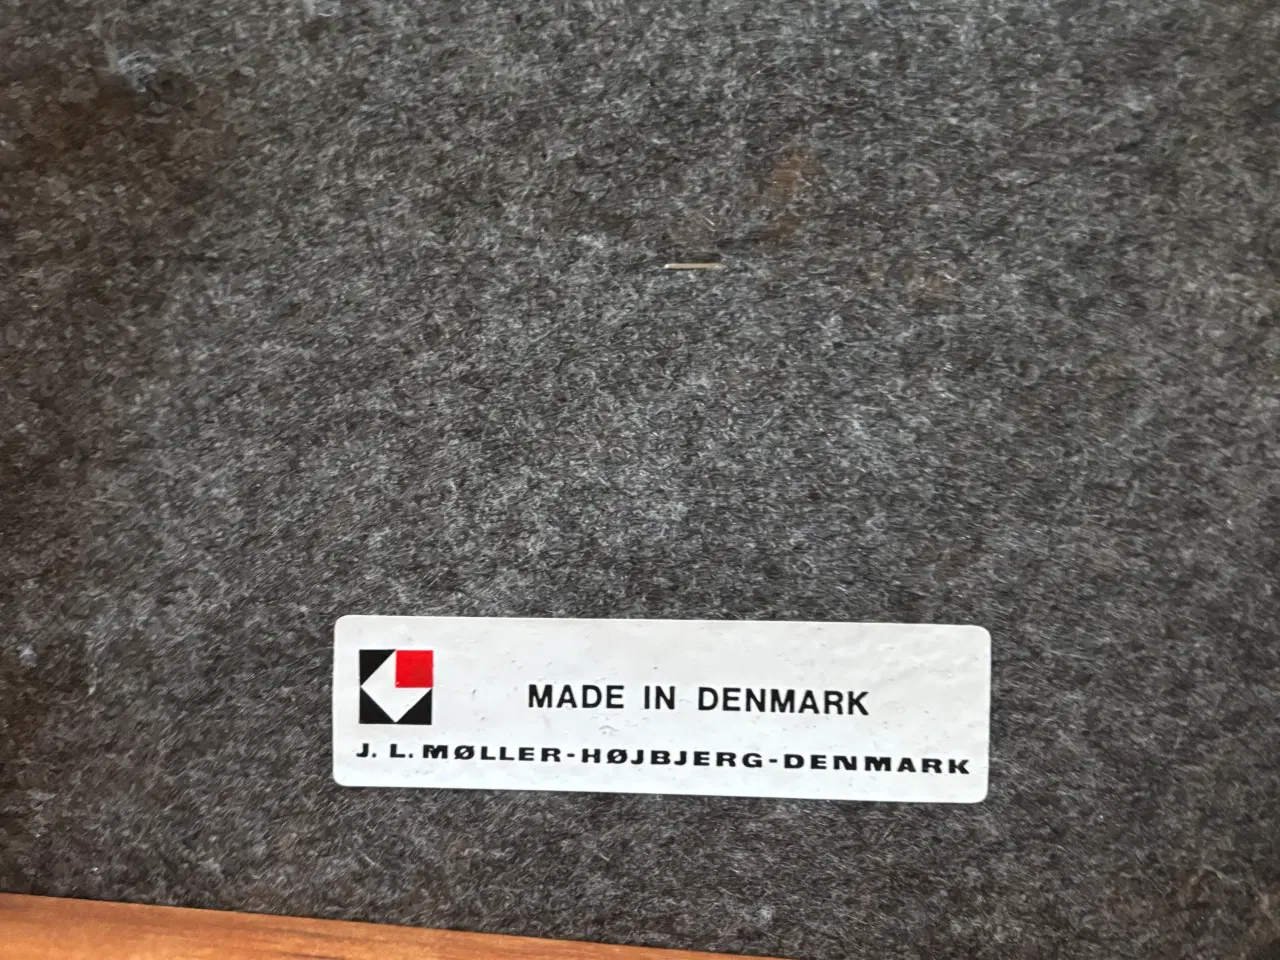 MADE IN DENMARK
J. L. MØLLER-HØJBJERG-DENMARK